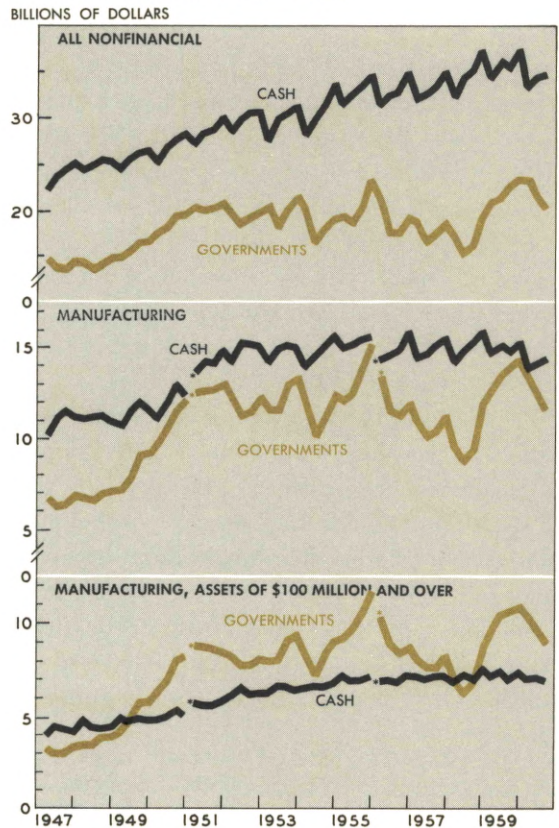 BILLIONS OF DOLLARS
ALL NONFINANCIAL
CASH
30
20
GOVERNMENTS
0
MANUFACTURING
15
CASH
10
GOVERNMENTS
5
0
MANUFACTURING, ASSETS OF $100 MILLION AND OVER
GOVERNMENTS
10
5
CASH
0
1947 1949 1951 1953 1955 1957 1959